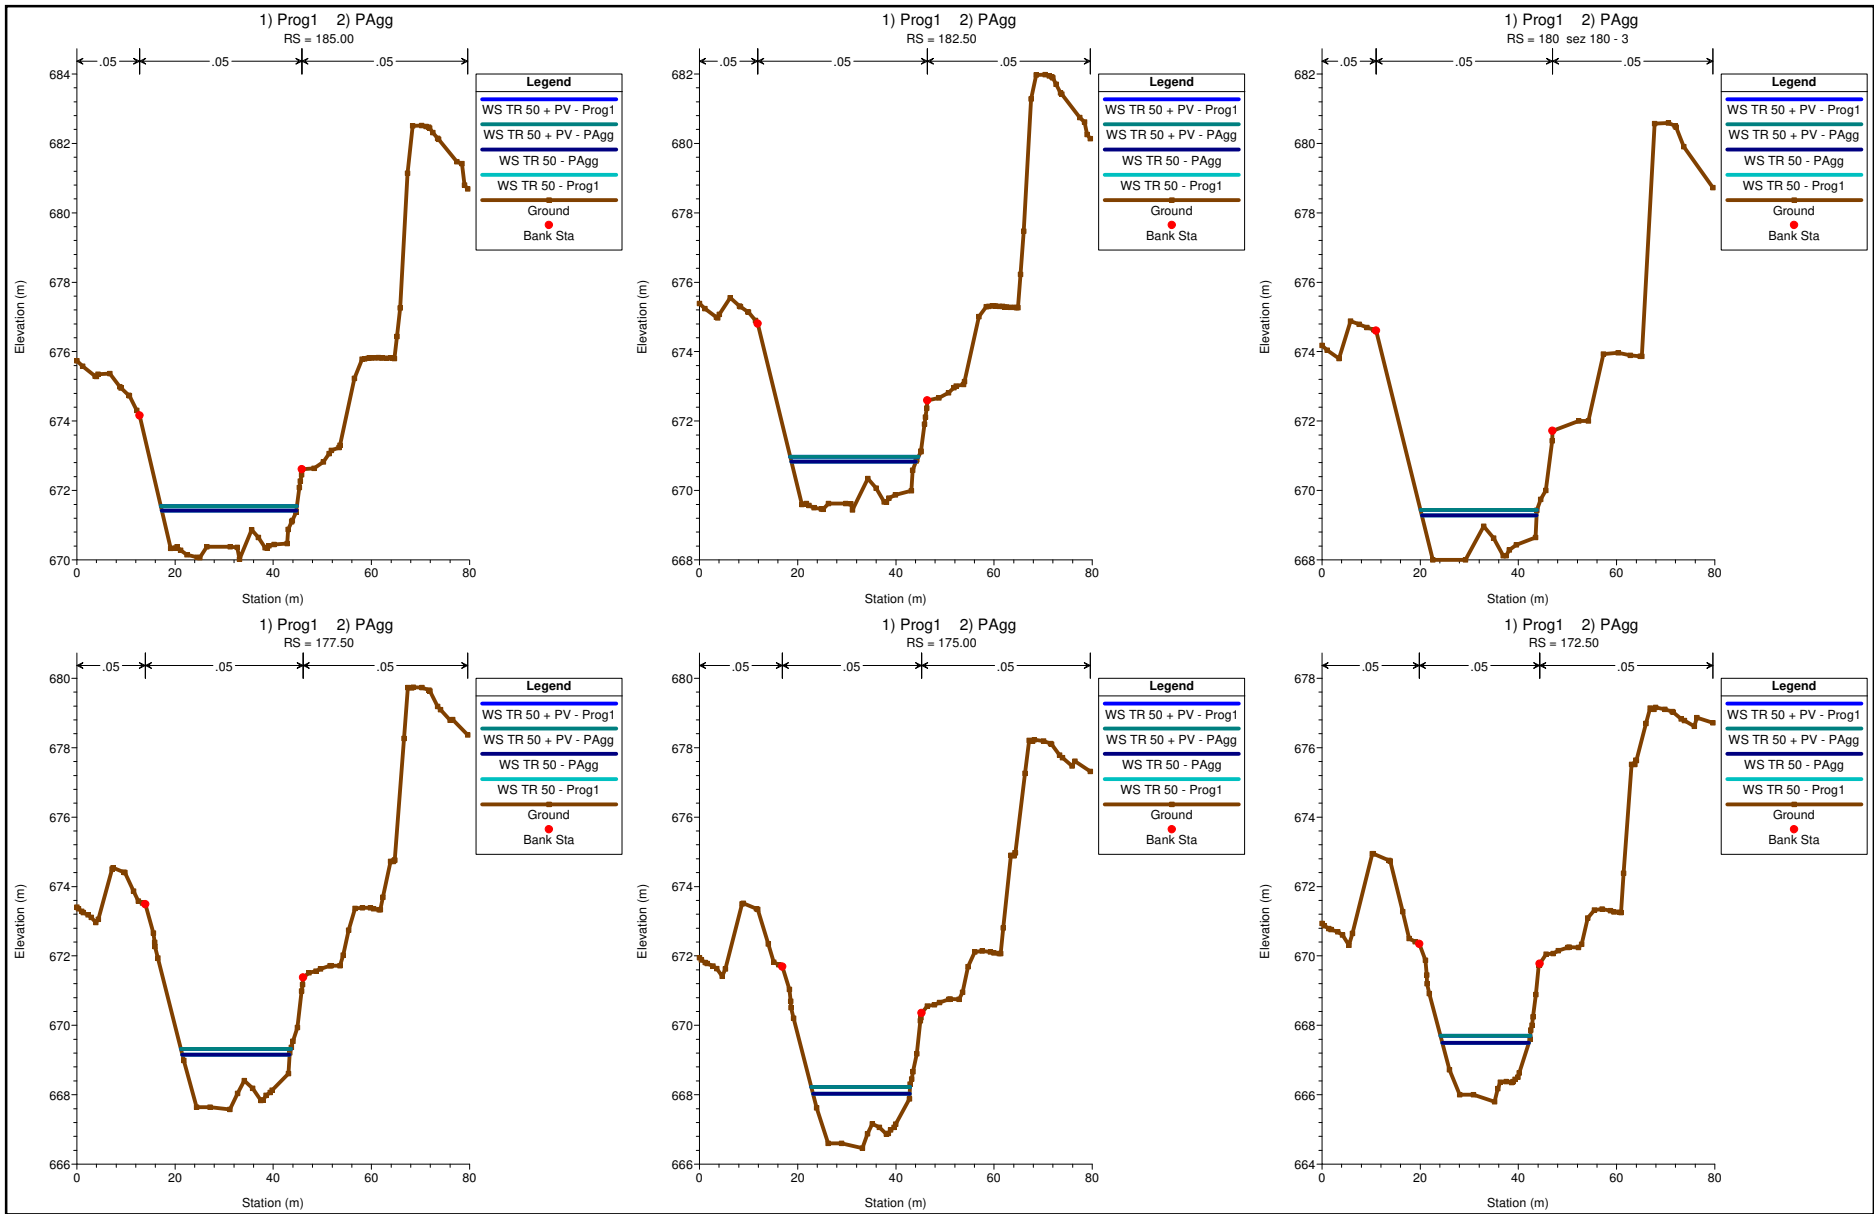 1) Prog1 2) PAgg
RS = 185.00
.05 .05 .05
684
682
680
678
676
674
672
670
0 20 40 60 80
Elevation (m)
Station (m)
Legend
WS TR 50 + PV - Prog1
WS TR 50 + PV - PAgg
WS TR 50 - PAgg
WS TR 50 - Prog1
Ground
Bank Sta
1) Prog1 2) PAgg
RS = 182.50
.05 .05 .05
682
680
678
676
674
672
670
668
0 20 40 60 80
Elevation (m)
Station (m)
Legend
WS TR 50 + PV - Prog1
WS TR 50 + PV - PAgg
WS TR 50 - PAgg
WS TR 50 - Prog1
Ground
Bank Sta
1) Prog1 2) PAgg
RS = 180 sez 180 - 3
.05 .05 .05
682
680
678
676
674
672
670
668
0 20 40 60 80
Elevation (m)
Station (m)
Legend
WS TR 50 + PV - Prog1
WS TR 50 + PV - PAgg
WS TR 50 - PAgg
WS TR 50 - Prog1
Ground
Bank Sta
1) Prog1 2) PAgg
RS = 177.50
.05 .05 .05
680
678
676
674
672
670
668
666
0 20 40 60 80
Elevation (m)
Station (m)
Legend
WS TR 50 + PV - Prog1
WS TR 50 + PV - PAgg
WS TR 50 - PAgg
WS TR 50 - Prog1
Ground
Bank Sta
1) Prog1 2) PAgg
RS = 175.00
.05 .05 .05
680
678
676
674
672
670
668
666
0 20 40 60 80
Elevation (m)
Station (m)
Legend
WS TR 50 + PV - Prog1
WS TR 50 + PV - PAgg
WS TR 50 - PAgg
WS TR 50 - Prog1
Ground
Bank Sta
1) Prog1 2) PAgg
RS = 172.50
.05 .05 .05
678
676
674
672
670
668
666
664
0 20 40 60 80
Elevation (m)
Station (m)
Legend
WS TR 50 + PV - Prog1
WS TR 50 + PV - PAgg
WS TR 50 - PAgg
WS TR 50 - Prog1
Ground
Bank Sta